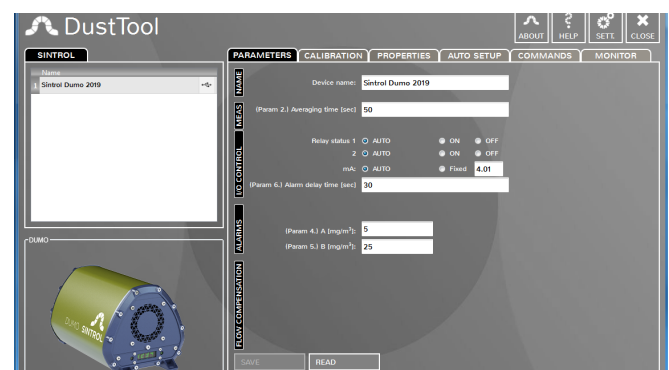 DustTool
ABOUT HELP SETT. CLOSE
SINTROL
Name
1 Sintrol Dumo 2019
DUMO
DUMO SINTROL
PARAMETERS CALIBRATION PROPERTIES AUTO SETUP COMMANDS MONITOR
NAME
Device name: Sintrol Dumo 2019
MEAS
(Param 2.) Averaging time [sec] 50
I/O CONTROL
Relay status 1 AUTO ON OFF
2 AUTO ON OFF
mA: AUTO Fixed 4.01
(Param 6.) Alarm delay time [sec] 30
ALARMS
(Param 4.) A [mg/m³]: 5
(Param 5.) B [mg/m³]: 25
FLOW COMPENSATION
SAVE READ